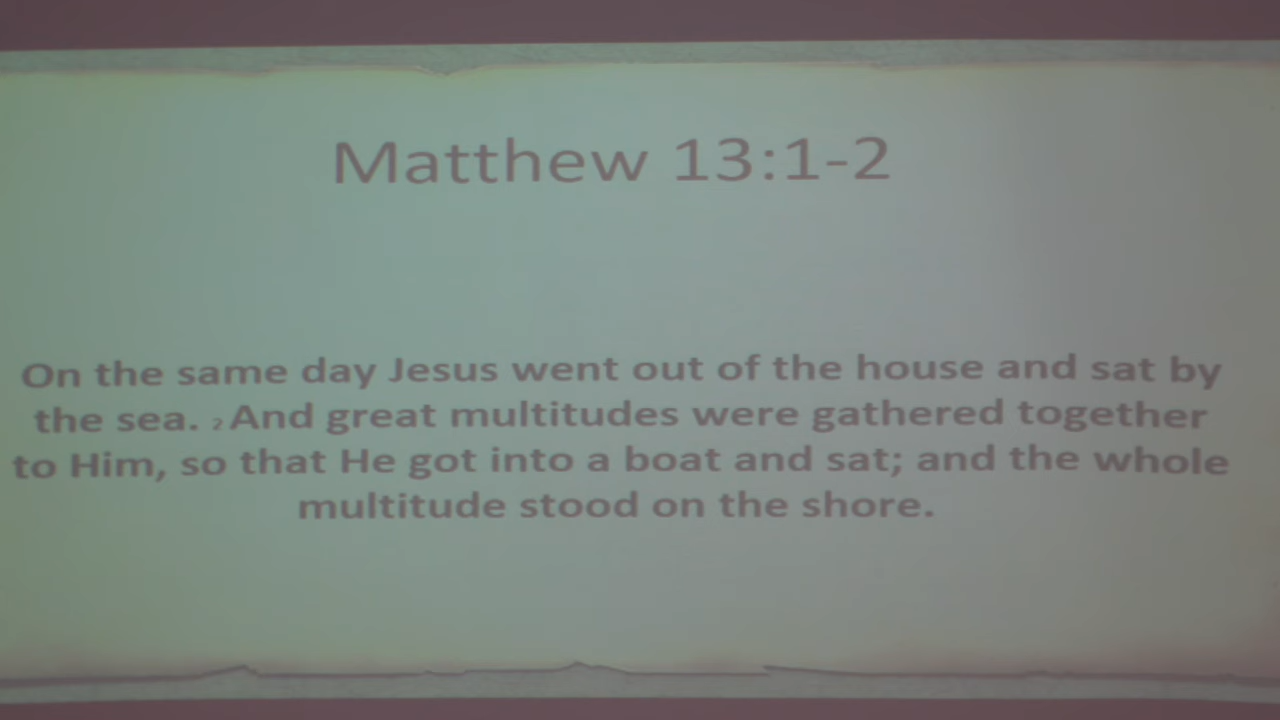 Matthew 13:1-2
On the same day Jesus went out of the house and sat by
the sea. 2 And great multitudes were gathered together
to Him, so that He got into a boat and sat; and the whole
multitude stood on the shore.